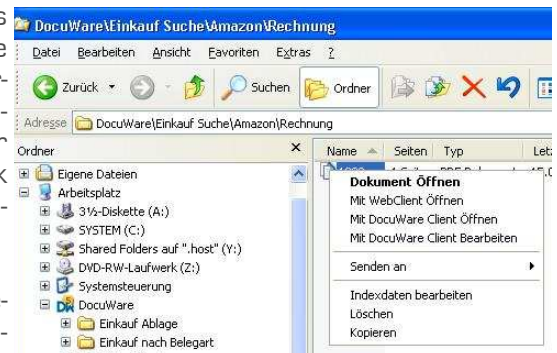 DocuWare\Einkauf Suche\Amazon\Rechnung
Datei Bearbeiten Ansicht Favoriten Extras ?
Zurück Suchen Ordner
Adresse DocuWare\Einkauf Suche\Amazon\Rechnung
Ordner × Name Seiten Typ
Eigene Dateien
Arbeitsplatz
3½-Diskette (A:)
SYSTEM (C:)
Shared Folders auf ".host" (Y:)
DVD-RW-Laufwerk (Z:)
Systemsteuerung
DocuWare
Einkauf Ablage
Einkauf nach Belegart
Dokument Öffnen
Mit WebClient Öffnen
Mit DocuWare Client Öffnen
Mit DocuWare Client Bearbeiten
Senden an
Indexdaten bearbeiten
Löschen
Kopieren